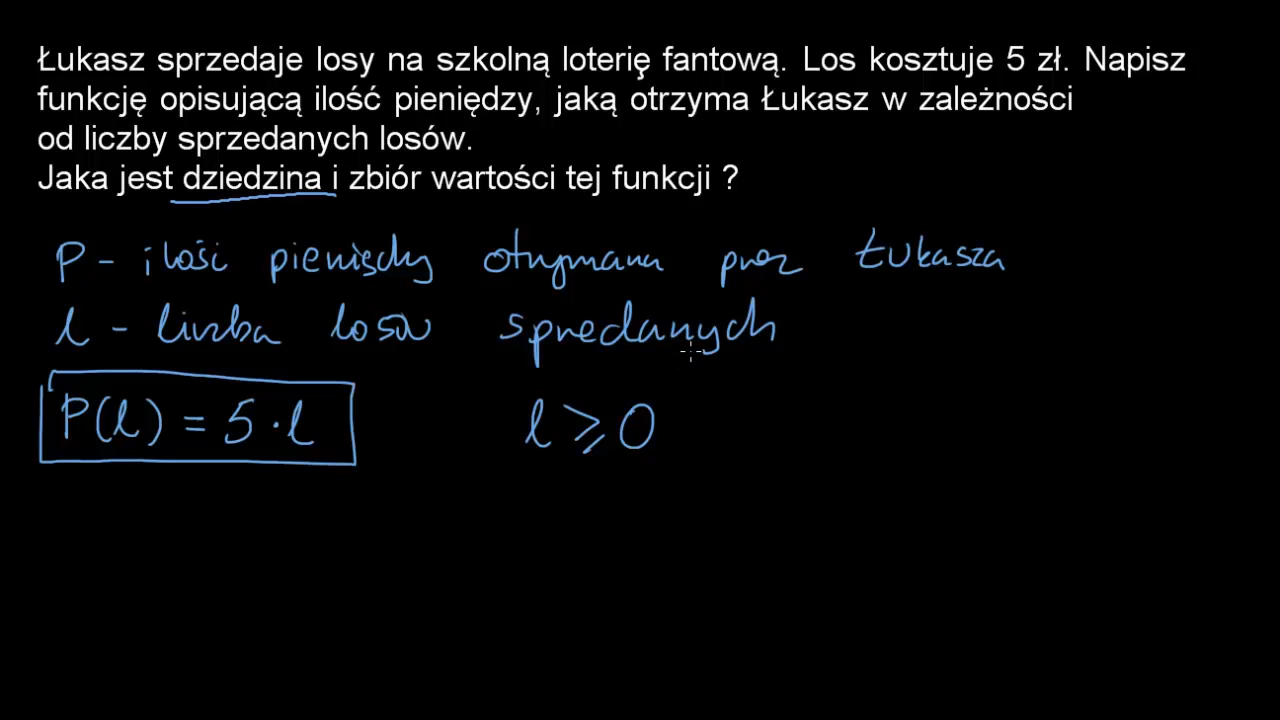 Łukasz sprzedaje losy na szkolną loterię fantową. Los kosztuje 5 zł. Napisz
funkcję opisującą ilość pieniędzy, jaką otrzyma Łukasz w zależności
od liczby sprzedanych losów.
Jaka jest dziedzina i zbiór wartości tej funkcji ?
P - ilość pieniędzy otrzymana przez Łukasza
l - liczba losów sprzedanych
P(l) = 5 · l l ⩾ 0